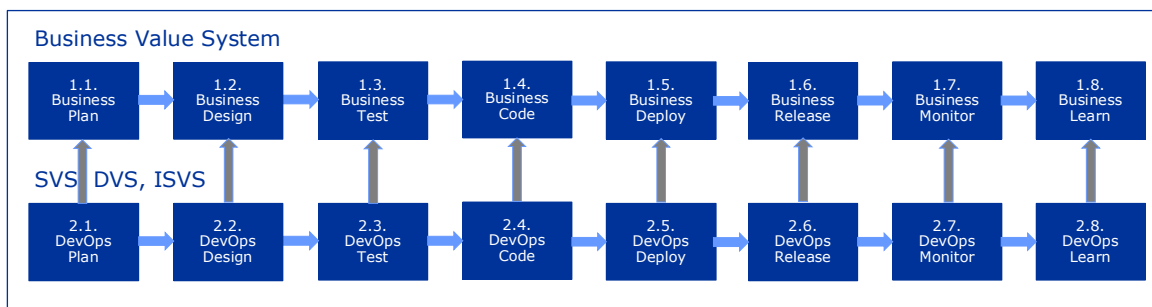 Business Value System
1.1.
Business
Plan
1.2.
Business
Design
1.3.
Business
Test
1.4.
Business
Code
1.5.
Business
Deploy
1.6.
Business
Release
1.7.
Business
Monitor
1.8.
Business
Learn
SVS, DVS, ISVS
2.1.
DevOps
Plan
2.2.
DevOps
Design
2.3.
DevOps
Test
2.4.
DevOps
Code
2.5.
DevOps
Deploy
2.6.
DevOps
Release
2.7.
DevOps
Monitor
2.8.
DevOps
Learn